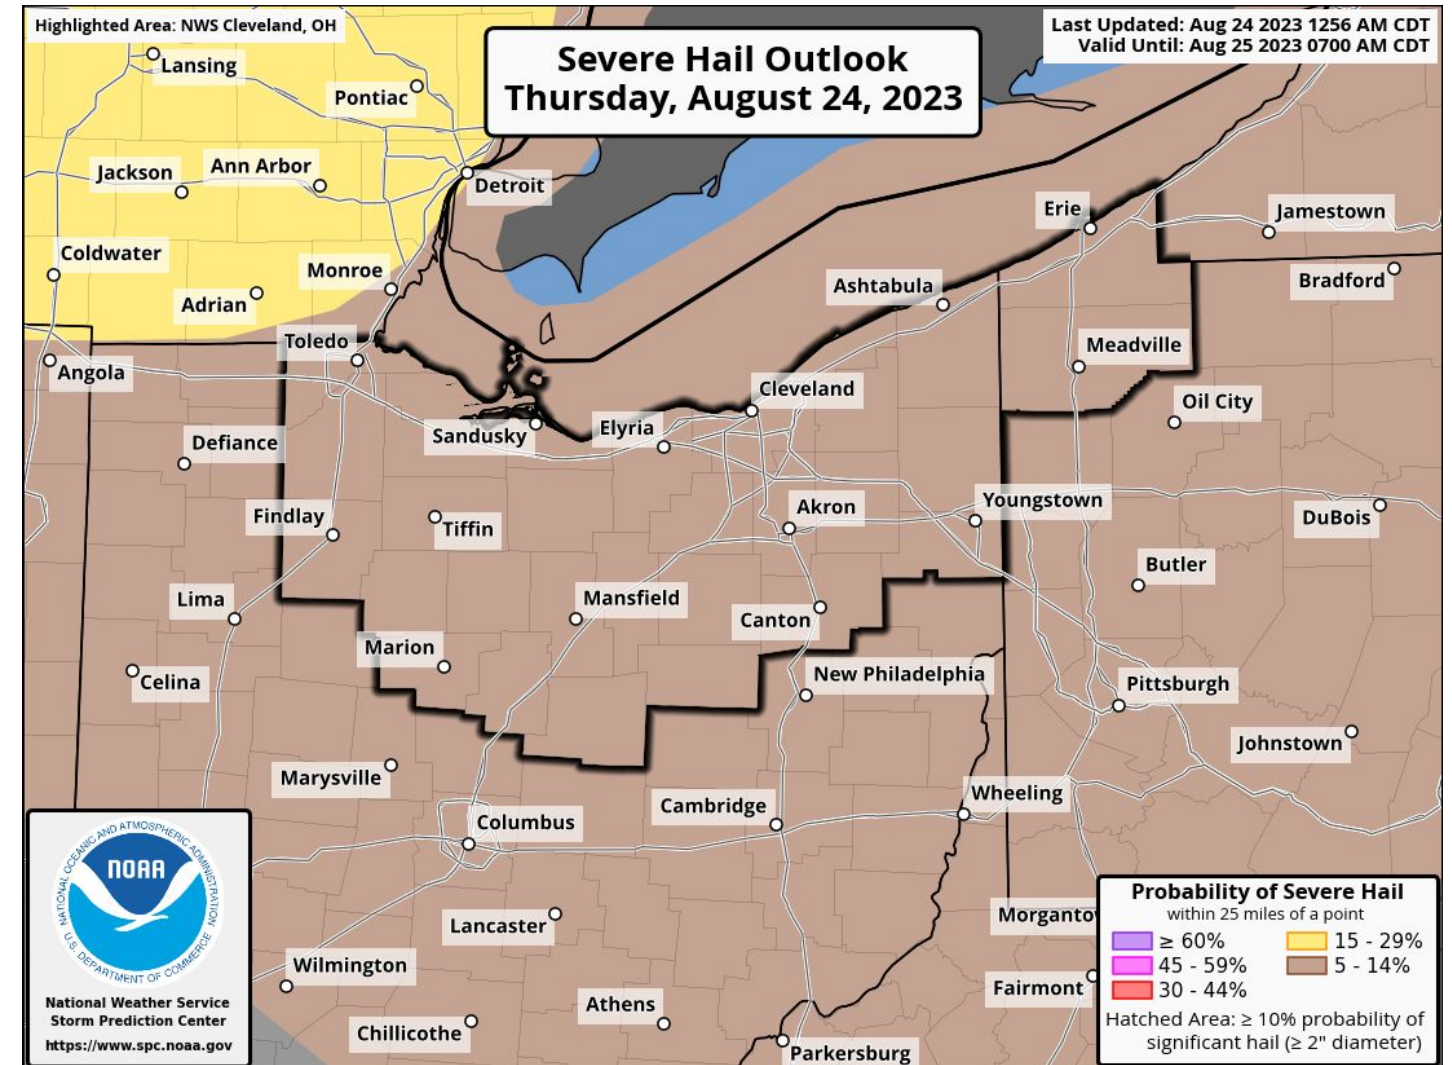 Highlighted Area: NWS Cleveland, OH
Last Updated: Aug 24 2023 1256 AM CDT
Valid Until: Aug 25 2023 0700 AM CDT
Severe Hail Outlook
Thursday, August 24, 2023
Lansing
Pontiac
Jackson
Ann Arbor
Detroit
Erie
Jamestown
Coldwater
Monroe
Adrian
Ashtabula
Bradford
Toledo
Angola
Meadville
Cleveland
Oil City
Defiance
Sandusky
Elyria
Findlay
Tiffin
Akron
Youngstown
DuBois
Butler
Lima
Mansfield
Canton
Marion
Celina
New Philadelphia
Pittsburgh
Johnstown
Marysville
Wheeling
Cambridge
Columbus
Lancaster
Morganto
Wilmington
Fairmont
Athens
Chillicothe
Parkersburg
NATIONAL OCEANIC AND ATMOSPHERIC ADMINISTRATION
NOAA
U.S. DEPARTMENT OF COMMERCE
National Weather Service
Storm Prediction Center
https://www.spc.noaa.gov
Probability of Severe Hail
within 25 miles of a point
≥ 60%
15 - 29%
45 - 59%
5 - 14%
30 - 44%
Hatched Area: ≥ 10% probability of
significant hail (≥ 2" diameter)